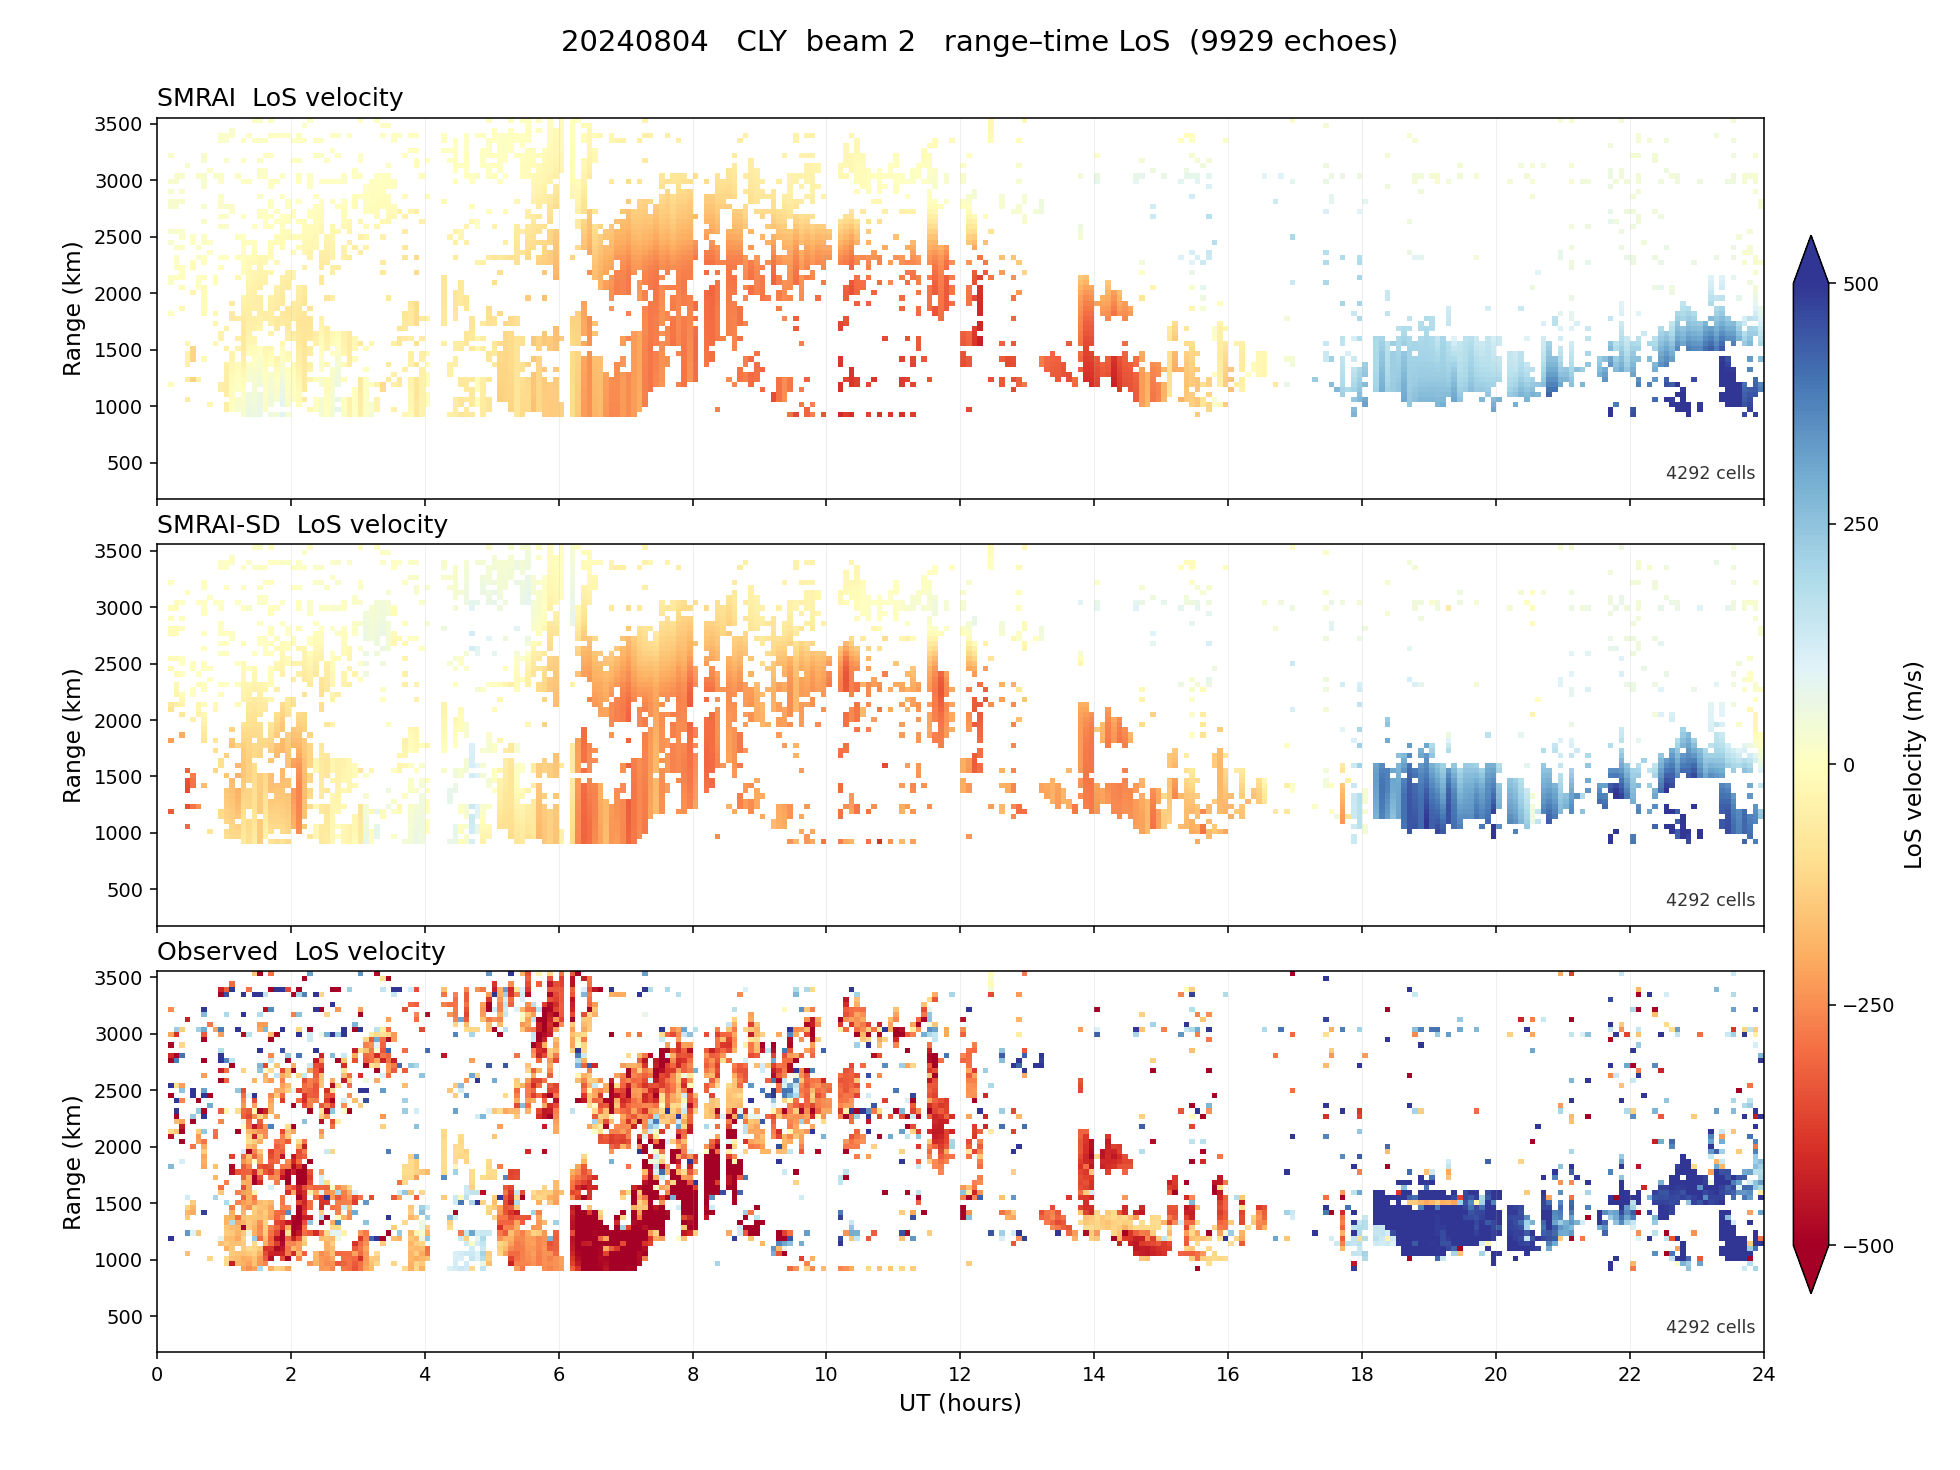 20240804   CLY  beam 2   range–time LoS  (9929 echoes)
SMRAI  LoS velocity
3500
3000
2500
2000
1500
1000
500
Range (km)
4292 cells
SMRAI-SD  LoS velocity
3500
3000
2500
2000
1500
1000
500
Range (km)
4292 cells
Observed  LoS velocity
3500
3000
2500
2000
1500
1000
500
Range (km)
4292 cells
0 2 4 6 8 10 12 14 16 18 20 22 24
UT (hours)
500
250
0
−250
−500
LoS velocity (m/s)